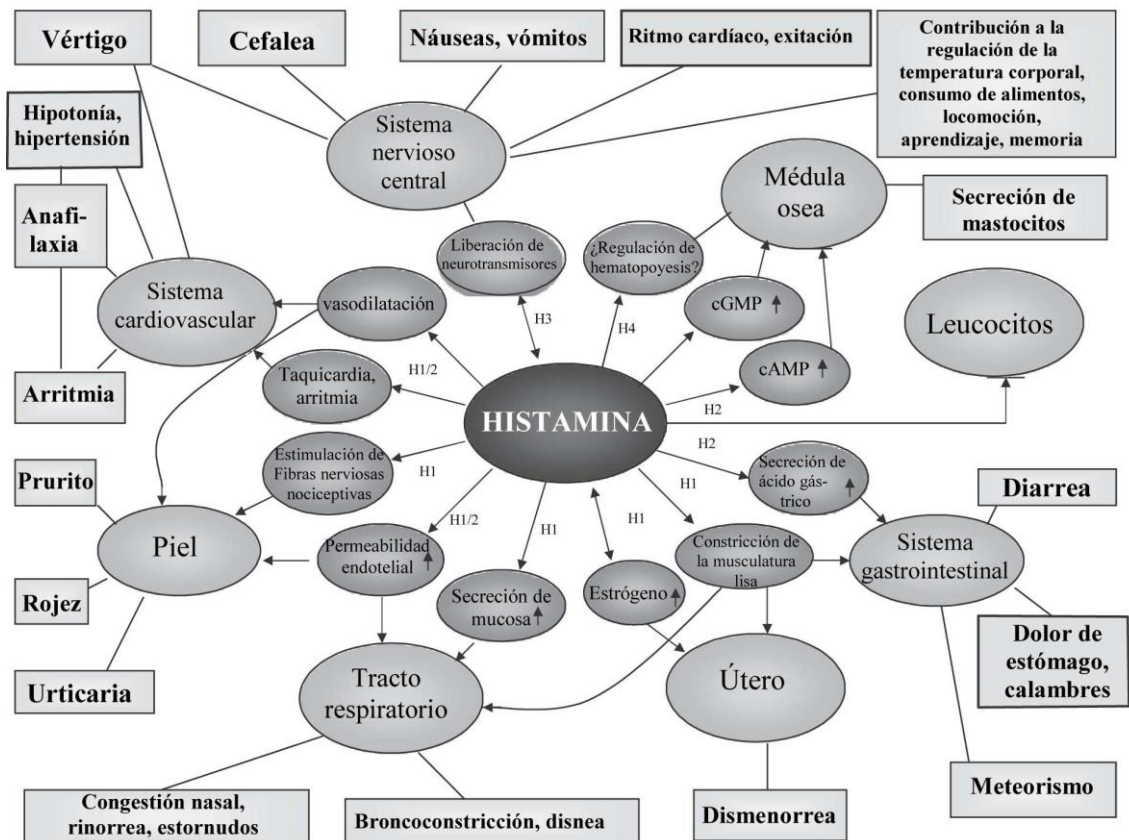 Vértigo
Cefalea
Náuseas, vómitos
Ritmo cardíaco, exitación
Contribución a la
regulación de la
temperatura corporal,
consumo de alimentos,
locomoción,
aprendizaje, memoria
Hipotonía,
hipertensión
Sistema
nervioso
central
Médula
osea
Secreción de
mastocitos
Anafi-
laxia
Liberación de
neurotransmisores
¿Regulación de
hematopoyesis?
Sistema
cardiovascular
vasodilatación
cGMP ↑
Leucocitos
H3
H4
cAMP ↑
Arritmia
Taquicardia,
arritmia
H1/2
HISTAMINA
H2
H2
Estimulación de
Fibras nerviosas
nociceptivas
H1
Secreción de
ácido gás-
trico ↑
Prurito
Diarrea
H1
H1/2
H1
H1
Piel
Permeabilidad
endotelial ↑
Constricción de
la musculatura
lisa
Sistema
gastrointestinal
Rojez
Secreción de
mucosa ↑
Estrógeno ↑
Dolor de
estómago,
calambres
Urticaria
Tracto
respiratorio
Útero
Meteorismo
Congestión nasal,
rinorrea, estornudos
Broncoconstricción, disnea
Dismenorrea